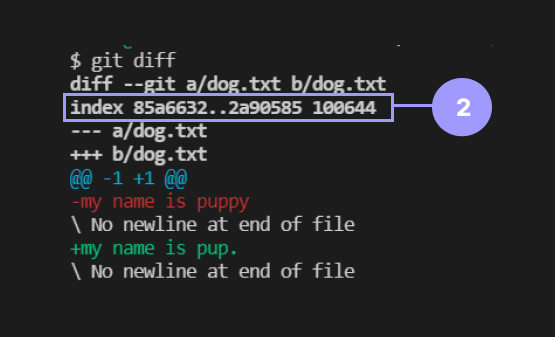 $ git diff
diff --git a/dog.txt b/dog.txt
index 85a6632..2a90585 100644
2
--- a/dog.txt
+++ b/dog.txt
@@ -1 +1 @@
-my name is puppy
\ No newline at end of file
+my name is pup.
\ No newline at end of file